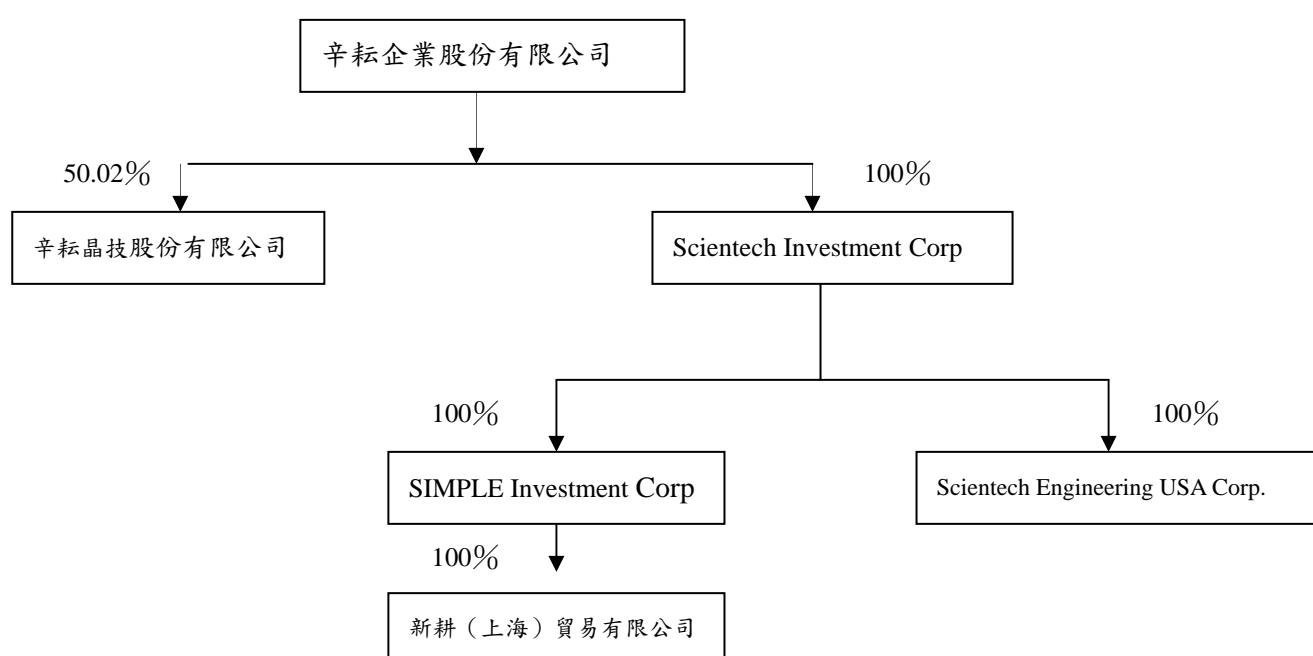 辛耘企業股份有限公司
50.02％
100％
辛耘晶技股份有限公司
Scientech Investment Corp
100％
100％
SIMPLE Investment Corp
Scientech Engineering USA Corp.
100％
新耕（上海）貿易有限公司